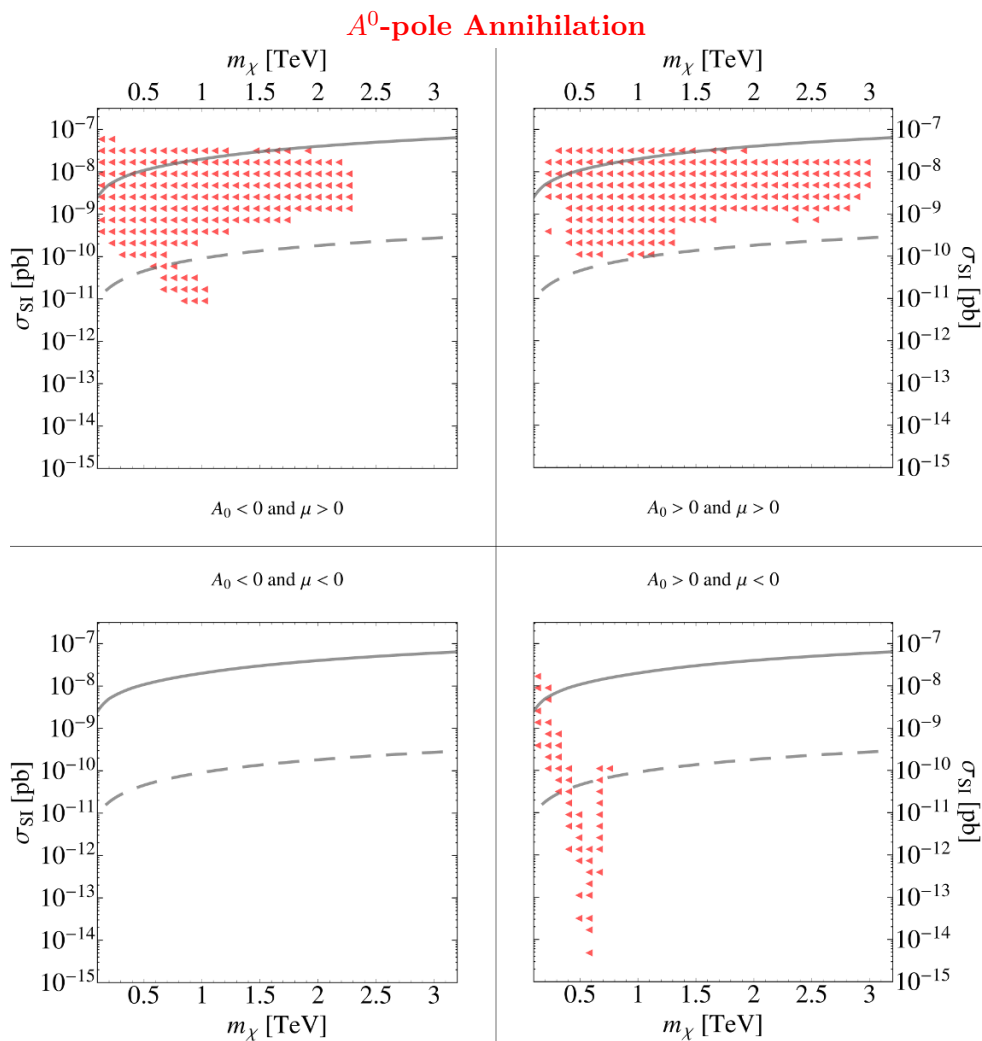 A⁰-pole Annihilation
m_χ [TeV] m_χ [TeV]
0.5 1 1.5 2 2.5 3 0.5 1 1.5 2 2.5 3
10⁻⁷ 10⁻⁷
10⁻⁸ 10⁻⁸
10⁻⁹ 10⁻⁹
10⁻¹⁰ 10⁻¹⁰
10⁻¹¹ 10⁻¹¹
10⁻¹² 10⁻¹²
10⁻¹³ 10⁻¹³
10⁻¹⁴ 10⁻¹⁴
10⁻¹⁵ 10⁻¹⁵
σ_SI [pb] σ_SI [pb]
A₀ < 0 and μ > 0 A₀ > 0 and μ > 0
A₀ < 0 and μ < 0 A₀ > 0 and μ < 0
10⁻⁷ 10⁻⁷
10⁻⁸ 10⁻⁸
10⁻⁹ 10⁻⁹
10⁻¹⁰ 10⁻¹⁰
10⁻¹¹ 10⁻¹¹
10⁻¹² 10⁻¹²
10⁻¹³ 10⁻¹³
10⁻¹⁴ 10⁻¹⁴
10⁻¹⁵ 10⁻¹⁵
σ_SI [pb] σ_SI [pb]
0.5 1 1.5 2 2.5 3 0.5 1 1.5 2 2.5 3
m_χ [TeV] m_χ [TeV]